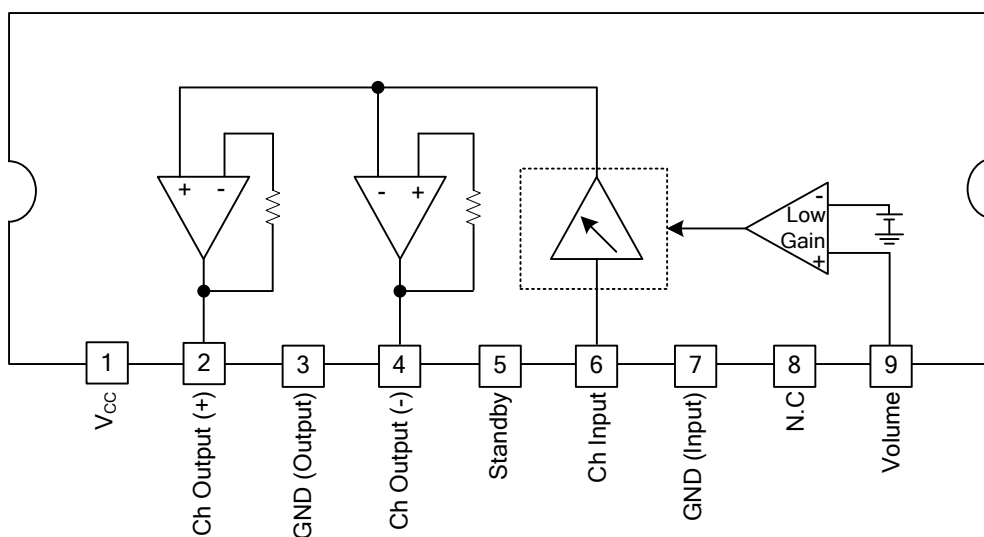 + -
- +
-
Low
Gain
+
1 2 3 4 5 6 7 8 9
VCC
Ch Output (+)
GND (Output)
Ch Output (-)
Standby
Ch Input
GND (Input)
N.C
Volume